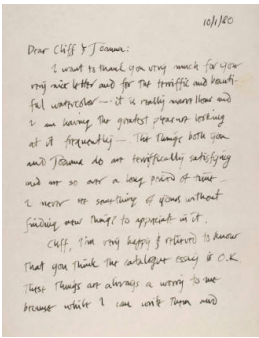 10/1/80
Dear Cliff & Joanna:
I want to thank you very much for your
very nice letter and for the terrific and beauti-
ful watercolor — it is really marvellous and
I am having the greatest pleasure looking
at it frequently — The things both you
and Joanna do are terrifically satisfying
and are so over a long period of time.
I never see something of yours without
finding new things to appreciate in it.
Cliff, I'm very happy & relieved to know
that you think the catalogue essay is O.K.
These things are always a worry to me
because while I can write them and